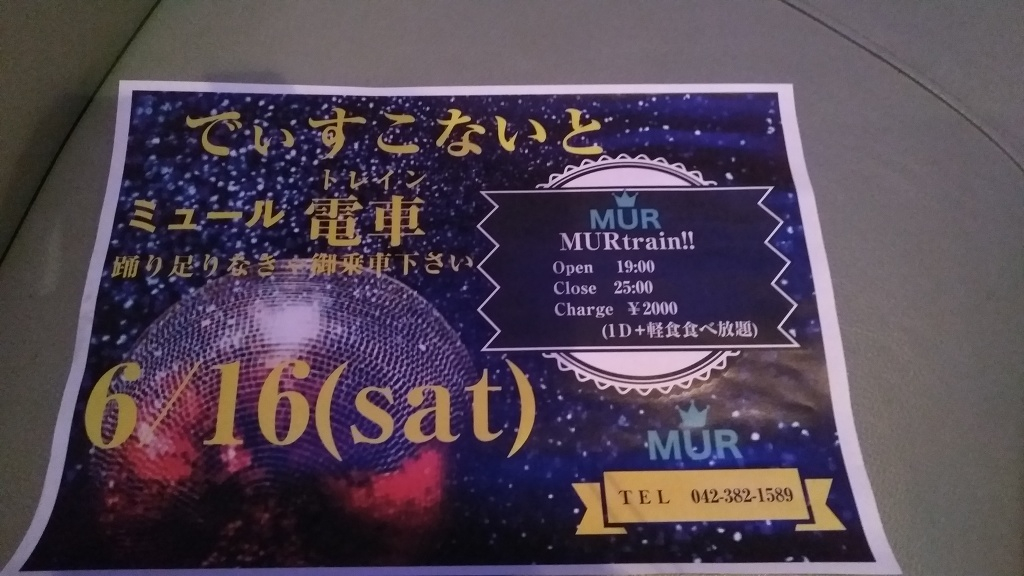 でぃすこないと
トレイン
ミュール 電車
踊り足りなき 御乗車下さい
6/16(sat)
MUR
MURtrain!!
Open 19:00
Close 25:00
Charge ¥2000
(1D+軽食食べ放題)
MUR
TEL 042-382-1589